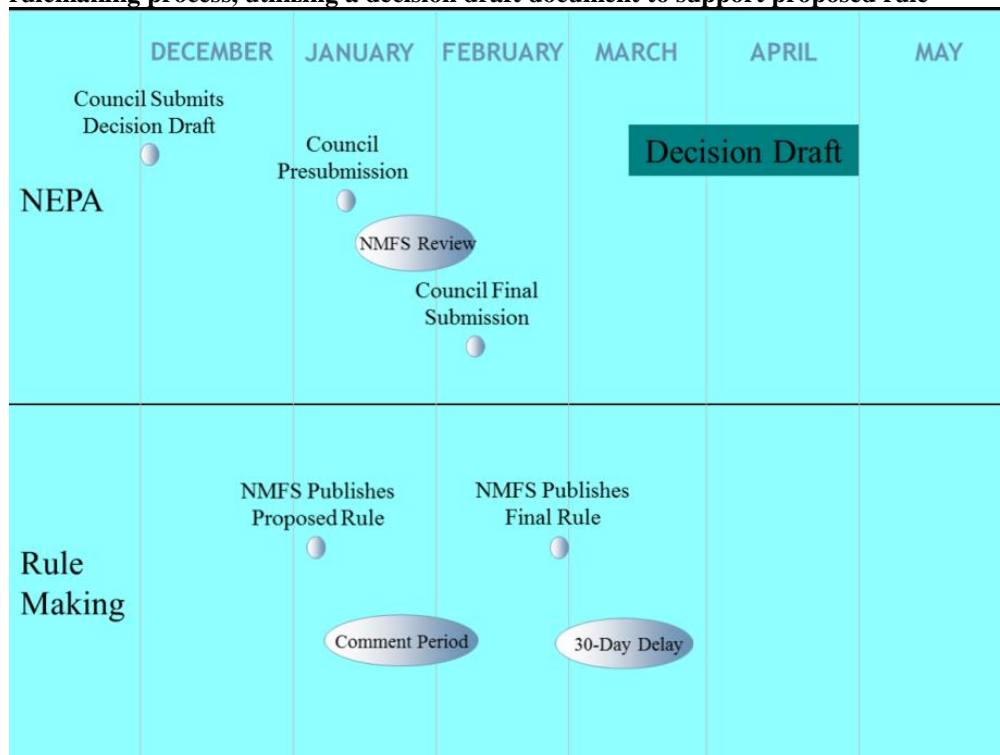 rulemaking process, utilizing a decision draft document to support proposed rule
DECEMBER JANUARY FEBRUARY MARCH APRIL MAY
Council Submits
Decision Draft
Council
Presubmission
Decision Draft
NEPA
NMFS Review
Council Final
Submission
NMFS Publishes
Proposed Rule
NMFS Publishes
Final Rule
Rule
Making
Comment Period
30-Day Delay